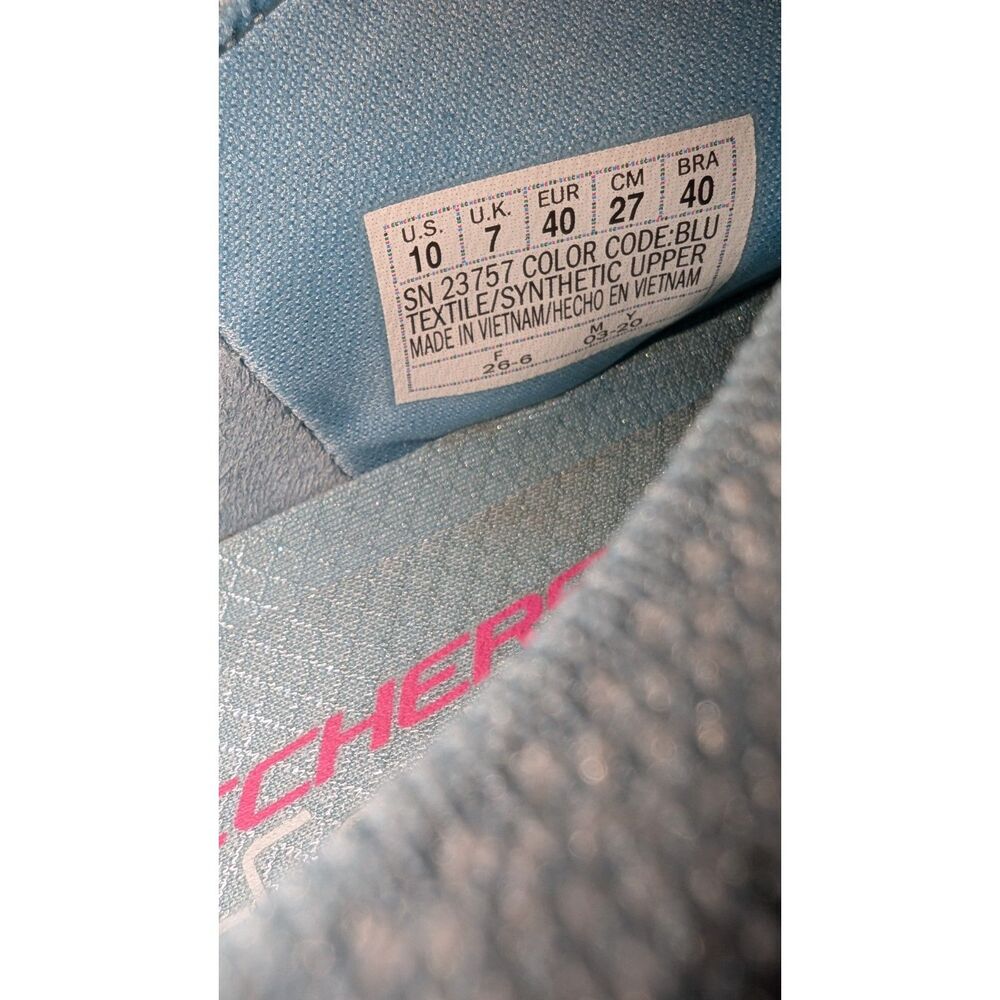 U.S. U.K. EUR CM BRA
10 7 40 27 40
SN 23757 COLOR CODE:BLU
TEXTILE/SYNTHETIC UPPER
MADE IN VIETNAM/HECHO EN VIETNAM
F M Y
26-6 03-20
ECHER